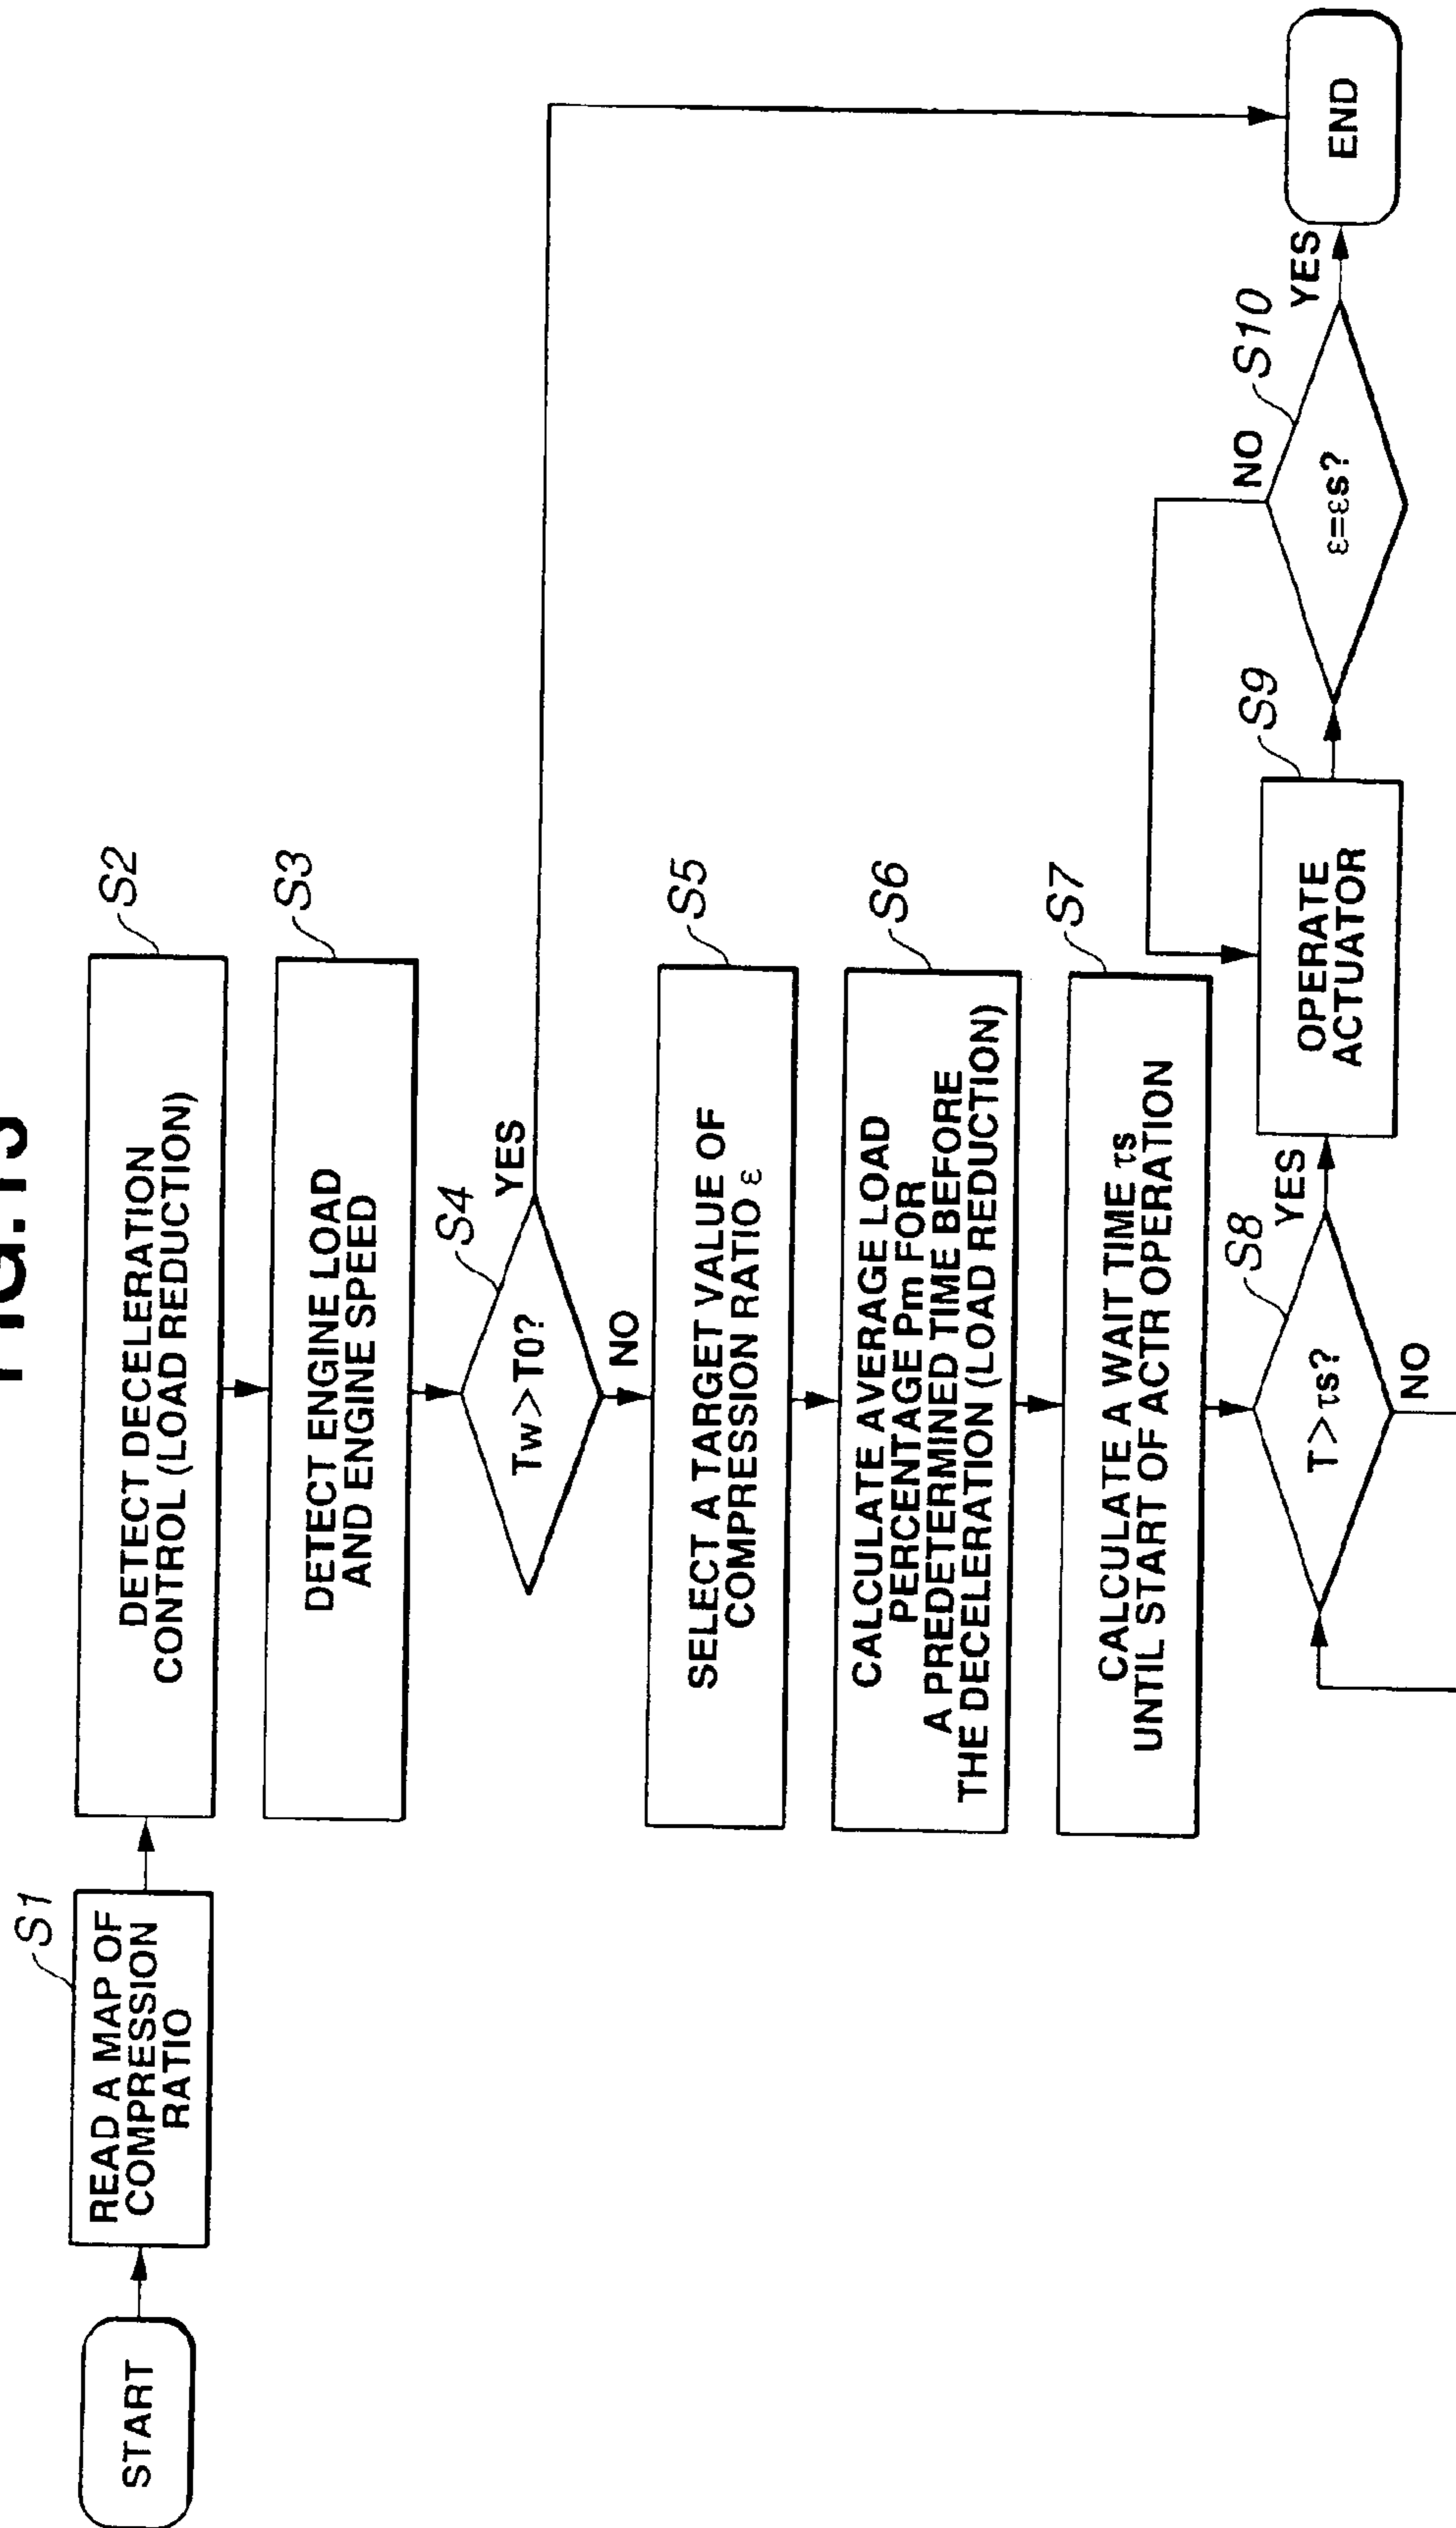 START
S1
READ A MAP OF
COMPRESSION
RATIO
S2
DETECT DECELERATION
CONTROL (LOAD REDUCTION)
S3
DETECT ENGINE LOAD
AND ENGINE SPEED
S4
Tw>T0?
YES
NO
S5
SELECT A TARGET VALUE OF
COMPRESSION RATIO ε
S6
CALCULATE AVERAGE LOAD
PERCENTAGE Pm FOR
A PREDETERMINED TIME BEFORE
THE DECELERATION (LOAD REDUCTION)
S7
CALCULATE A WAIT TIME τs
UNTIL START OF ACTR OPERATION
S8
T>τs?
YES
NO
S9
OPERATE
ACTUATOR
S10
ε=εs?
NO
YES
END